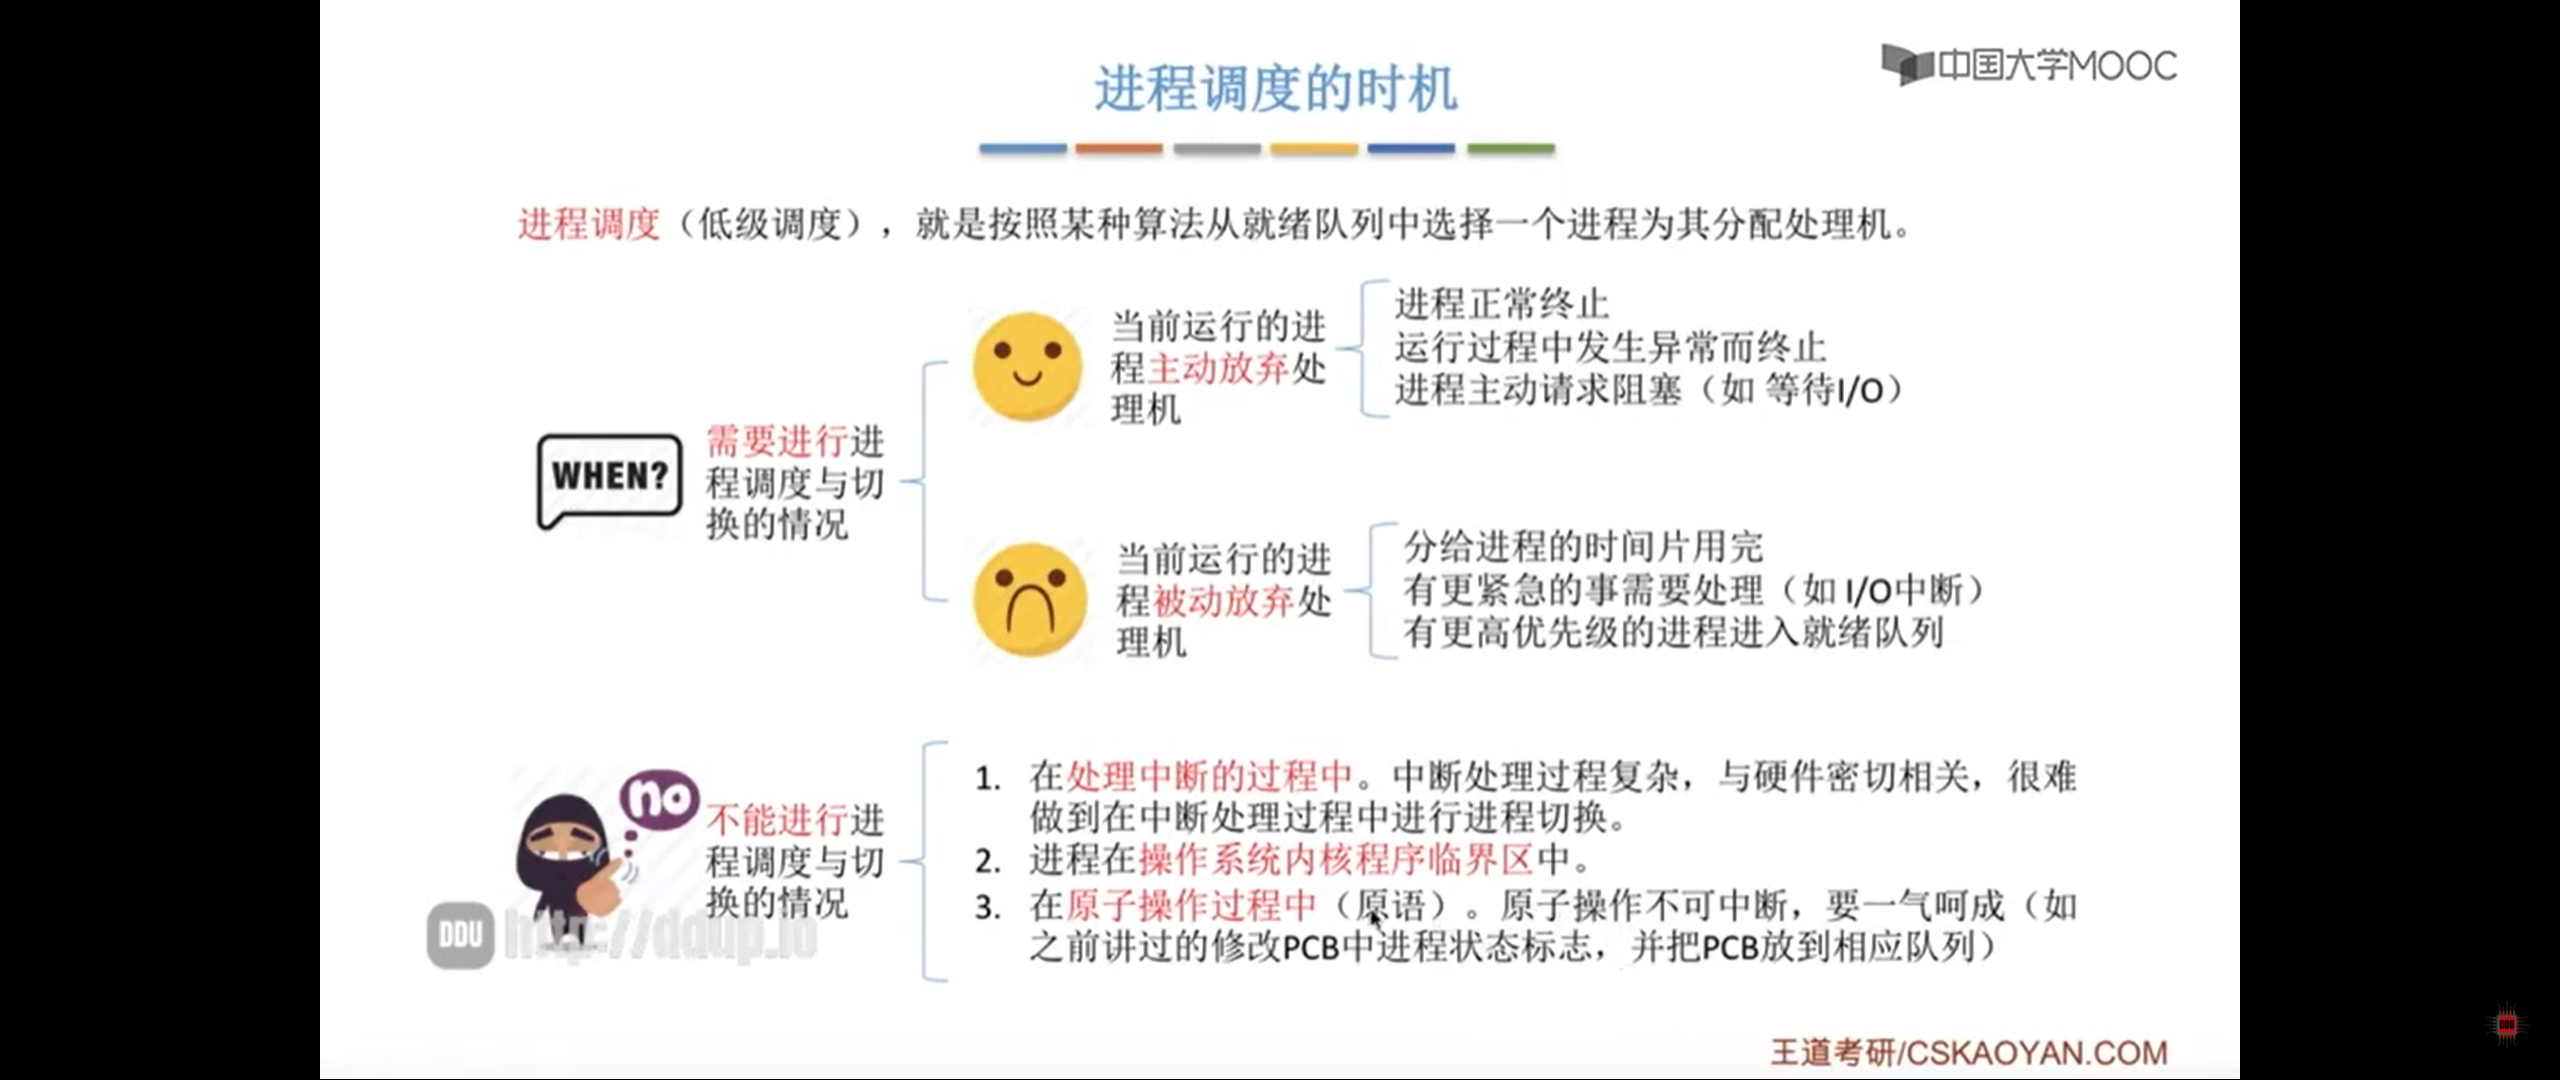 进程调度的时机
中国大学MOOC
进程调度（低级调度），就是按照某种算法从就绪队列中选择一个进程为其分配处理机。
WHEN?
需要进行进
程调度与切
换的情况
当前运行的进
程主动放弃处
理机
进程正常终止
运行过程中发生异常而终止
进程主动请求阻塞（如 等待I/O）
当前运行的进
程被动放弃处
理机
分给进程的时间片用完
有更紧急的事需要处理（如 I/O中断）
有更高优先级的进程进入就绪队列
no
不能进行进
程调度与切
换的情况
1. 在处理中断的过程中。中断处理过程复杂，与硬件密切相关，很难
做到在中断处理过程中进行进程切换。
2. 进程在操作系统内核程序临界区中。
3. 在原子操作过程中（原语）。原子操作不可中断，要一气呵成（如
之前讲过的修改PCB中进程状态标志，并把PCB放到相应队列）
DDU http://ddup.io
王道考研/CSKAOYAN.COM
DDU